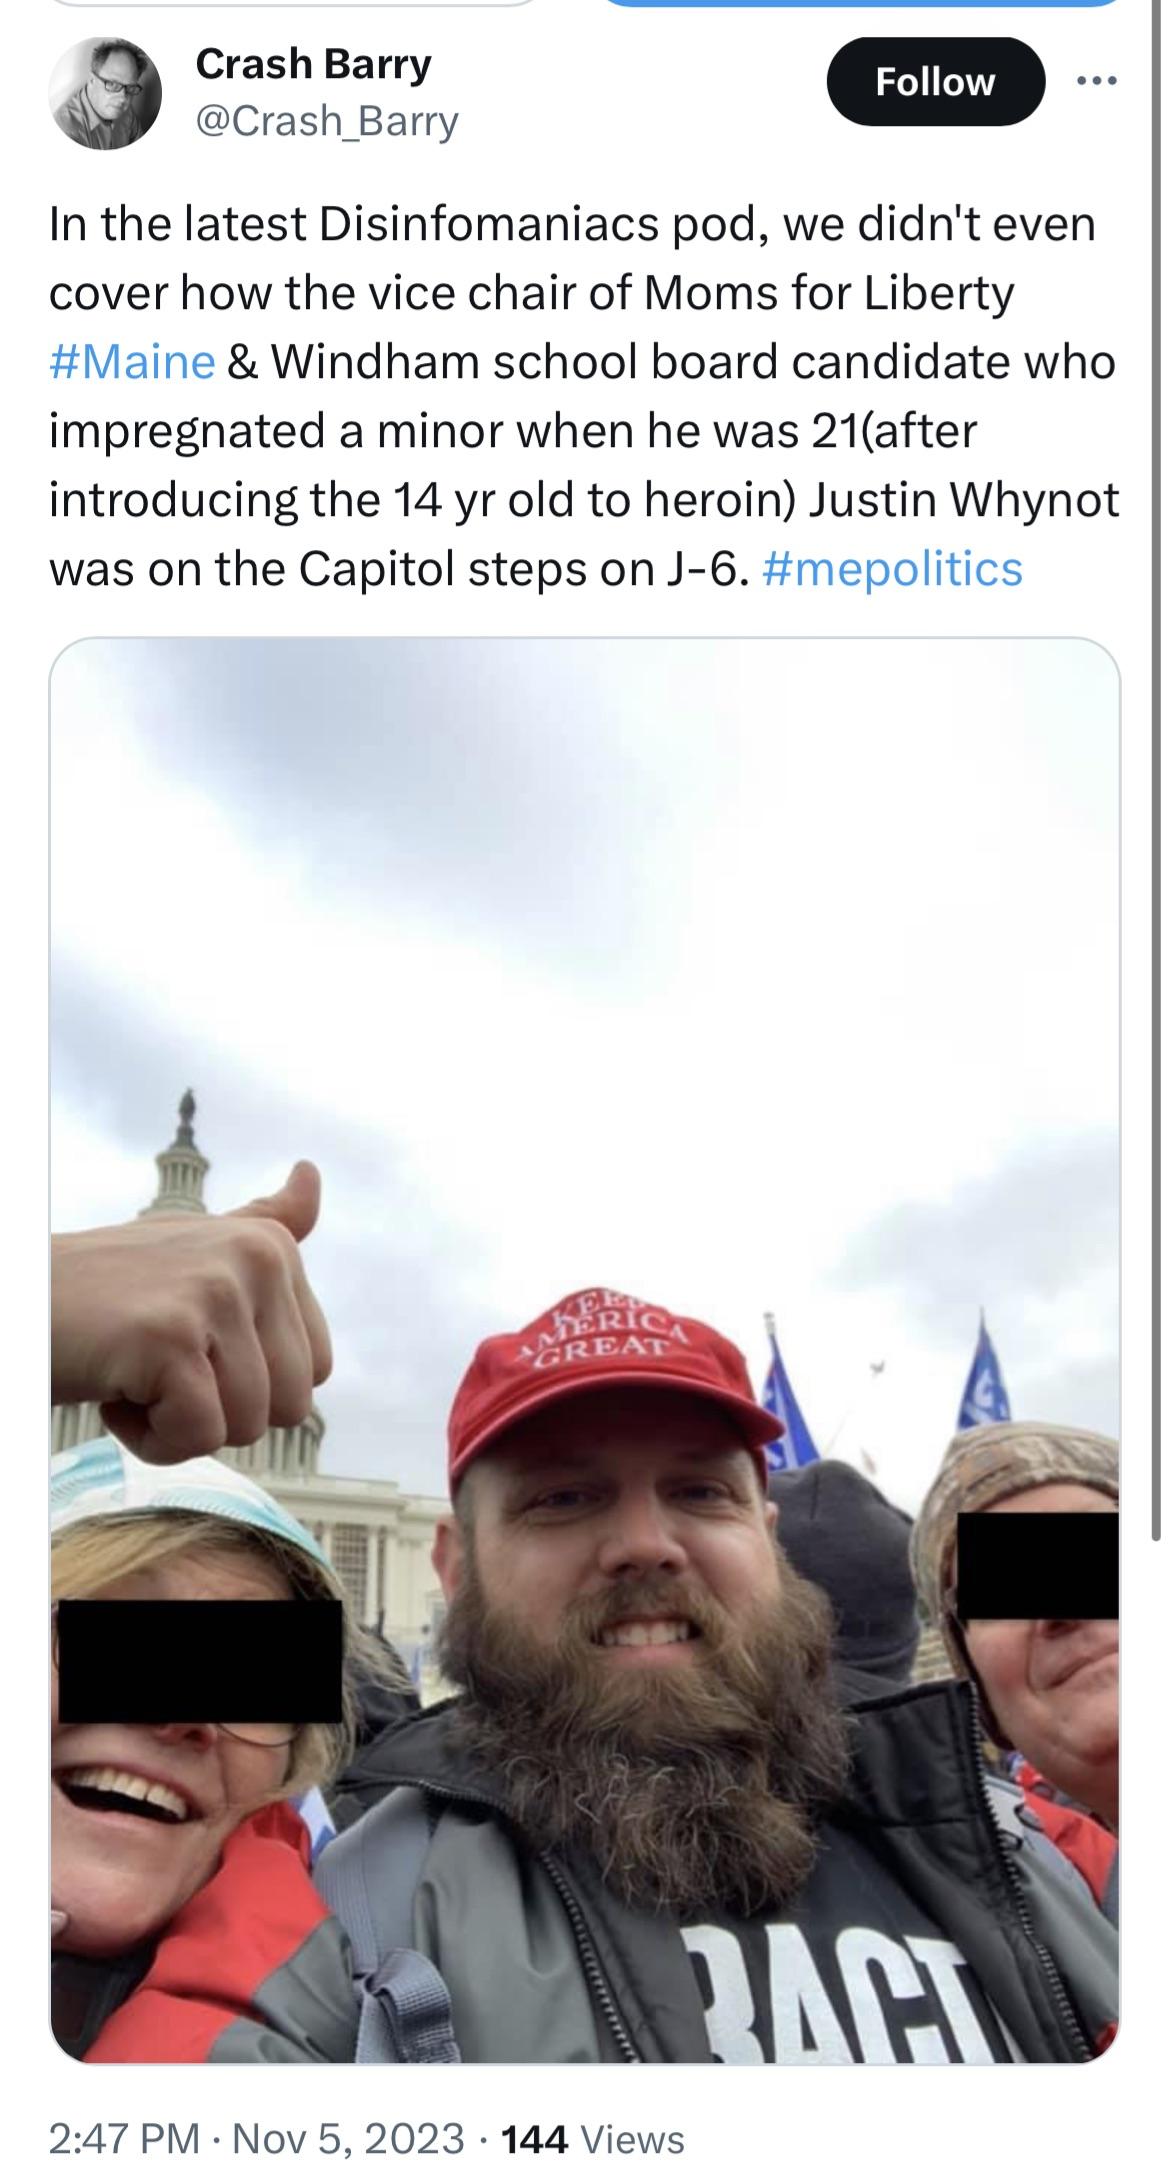 Crash Barry
@Crash_Barry
Follow
In the latest Disinfomaniacs pod, we didn't even
cover how the vice chair of Moms for Liberty
#Maine & Windham school board candidate who
impregnated a minor when he was 21(after
introducing the 14 yr old to heroin) Justin Whynot
was on the Capitol steps on J-6. #mepolitics
KEEP
AMERICA
GREAT
2:47 PM · Nov 5, 2023 · 144 Views